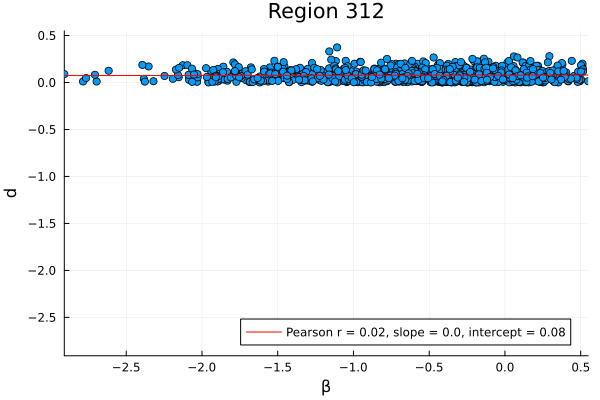 Region 312
0.5
0.0
−0.5
−1.0
−1.5
−2.0
−2.5
d
Pearson r = 0.02, slope = 0.0, intercept = 0.08
−2.5 −2.0 −1.5 −1.0 −0.5 0.0 0.5
β